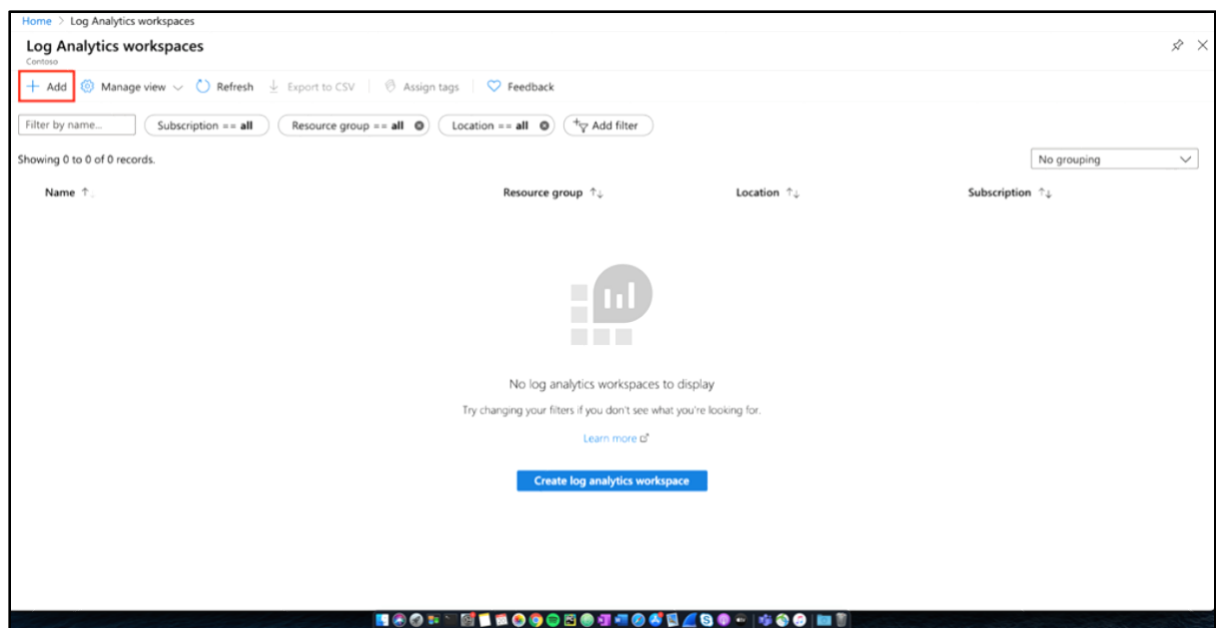 Home > Log Analytics workspaces
Log Analytics workspaces
Contoso
+ Add Manage view Refresh Export to CSV Assign tags Feedback
Filter by name... Subscription == all Resource group == all Location == all Add filter
Showing 0 to 0 of 0 records. No grouping
Name Resource group Location Subscription
No log analytics workspaces to display
Try changing your filters if you don't see what you're looking for.
Learn more
Create log analytics workspace